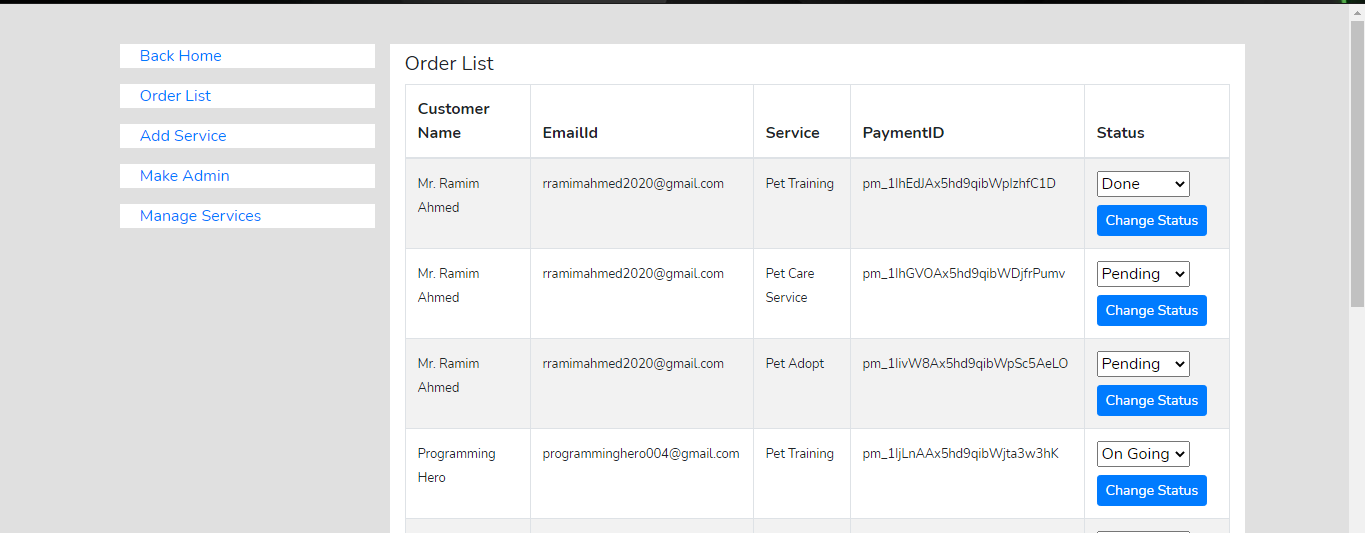 Back Home
Order List
Add Service
Make Admin
Manage Services
Order List
Customer Name EmailId Service PaymentID Status
Mr. Ramim Ahmed rramimahmed2020@gmail.com Pet Training pm_1IhEdJAx5hd9qibWpIzhfC1D Done
Change Status
Mr. Ramim Ahmed rramimahmed2020@gmail.com Pet Care Service pm_1IhGVOAx5hd9qibWDjfrPumv Pending
Change Status
Mr. Ramim Ahmed rramimahmed2020@gmail.com Pet Adopt pm_1IivW8Ax5hd9qibWpSc5AeLO Pending
Change Status
Programming Hero programminghero004@gmail.com Pet Training pm_1IjLnAAx5hd9qibWjta3w3hK On Going
Change Status